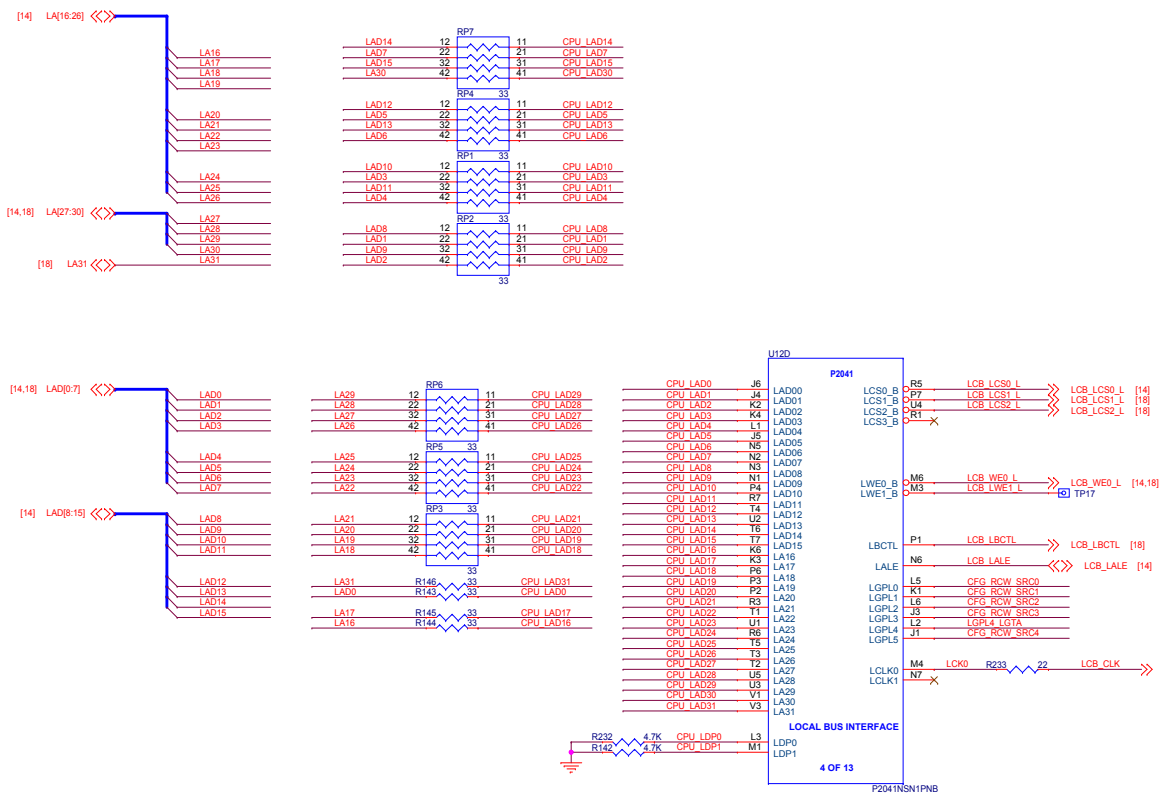 [14] LA[16:26]
LA16
LA17
LA18
LA19
LA20
LA21
LA22
LA23
LA24
LA25
LA26
[14,18] LA[27:30]
LA27
LA28
LA29
LA30
[18] LA31
LA31
RP7
LAD14 12 11 CPU_LAD14
LAD7 22 21 CPU_LAD7
LAD15 32 31 CPU_LAD15
LA30 42 41 CPU_LAD30
33
RP4
LAD12 12 11 CPU_LAD12
LAD5 22 21 CPU_LAD5
LAD13 32 31 CPU_LAD13
LAD6 42 41 CPU_LAD6
33
RP1
LAD10 12 11 CPU_LAD10
LAD3 22 21 CPU_LAD3
LAD11 32 31 CPU_LAD11
LAD4 42 41 CPU_LAD4
33
RP2
LAD8 12 11 CPU_LAD8
LAD1 22 21 CPU_LAD1
LAD9 32 31 CPU_LAD9
LAD2 42 41 CPU_LAD2
33
[14,18] LAD[0:7]
LAD0
LAD1
LAD2
LAD3
LAD4
LAD5
LAD6
LAD7
[14] LAD[8:15]
LAD8
LAD9
LAD10
LAD11
LAD12
LAD13
LAD14
LAD15
RP6
LA29 12 11 CPU_LAD29
LA28 22 21 CPU_LAD28
LA27 32 31 CPU_LAD27
LA26 42 41 CPU_LAD26
33
RP5
LA25 12 11 CPU_LAD25
LA24 22 21 CPU_LAD24
LA23 32 31 CPU_LAD23
LA22 42 41 CPU_LAD22
33
RP3
LA21 12 11 CPU_LAD21
LA20 22 21 CPU_LAD20
LA19 32 31 CPU_LAD19
LA18 42 41 CPU_LAD18
33
LA31 R146 33 CPU_LAD31
LAD0 R143 33 CPU_LAD0
LA17 R145 33 CPU_LAD17
LA16 R144 33 CPU_LAD16
U12D
P2041
CPU_LAD0 J6 LAD00
CPU_LAD1 J4 LAD01
CPU_LAD2 K2 LAD02
CPU_LAD3 K4 LAD03
CPU_LAD4 L1 LAD04
CPU_LAD5 J5 LAD05
CPU_LAD6 N5 LAD06
CPU_LAD7 N2 LAD07
CPU_LAD8 N3 LAD08
CPU_LAD9 N1 LAD09
CPU_LAD10 P4 LAD10
CPU_LAD11 R7 LAD11
CPU_LAD12 T4 LAD12
CPU_LAD13 U2 LAD13
CPU_LAD14 T6 LAD14
CPU_LAD15 T7 LAD15
CPU_LAD16 K6 LA16
CPU_LAD17 K3 LA17
CPU_LAD18 P6 LA18
CPU_LAD19 P3 LA19
CPU_LAD20 P2 LA20
CPU_LAD21 R3 LA21
CPU_LAD22 T1 LA22
CPU_LAD23 U1 LA23
CPU_LAD24 R6 LA24
CPU_LAD25 T5 LA25
CPU_LAD26 T3 LA26
CPU_LAD27 T2 LA27
CPU_LAD28 U5 LA28
CPU_LAD29 U3 LA29
CPU_LAD30 V1 LA30
CPU_LAD31 V3 LA31
R232 4.7K CPU_LDP0 L3 LDP0
R142 4.7K CPU_LDP1 M1 LDP1
LCS0_B R5 LCB_LCS0_L LCB_LCS0_L [14]
LCS1_B P7 LCB_LCS1_L LCB_LCS1_L [18]
LCS2_B U4 LCB_LCS2_L LCB_LCS2_L [18]
LCS3_B R1
LWE0_B M6 LCB_WE0_L LCB_WE0_L [14,18]
LWE1_B M3 LCB_LWE1_L TP17
LBCTL P1 LCB_LBCTL LCB_LBCTL [18]
LALE N6 LCB_LALE LCB_LALE [14]
LGPL0 L5 CFG_RCW_SRC0
LGPL1 K1 CFG_RCW_SRC1
LGPL2 L6 CFG_RCW_SRC2
LGPL3 J3 CFG_RCW_SRC3
LGPL4 L2 LGPL4_LGTA
LGPL5 J1 CFG_RCW_SRC4
LCLK0 M4 LCK0 R233 22 LCB_CLK
LCLK1 N7
LOCAL BUS INTERFACE
4 OF 13
P2041NSN1PNB